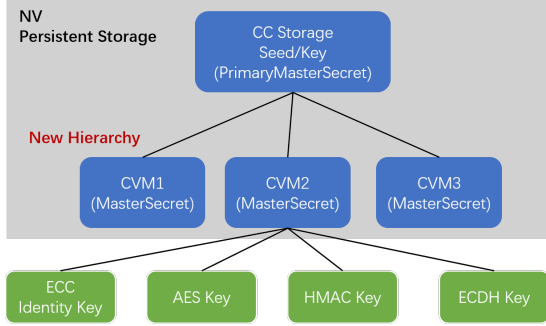 NV
Persistent Storage
CC Storage
Seed/Key
(PrimaryMasterSecret)
New Hierarchy
CVM1
(MasterSecret)
CVM2
(MasterSecret)
CVM3
(MasterSecret)
ECC
Identity Key
AES Key
HMAC Key
ECDH Key